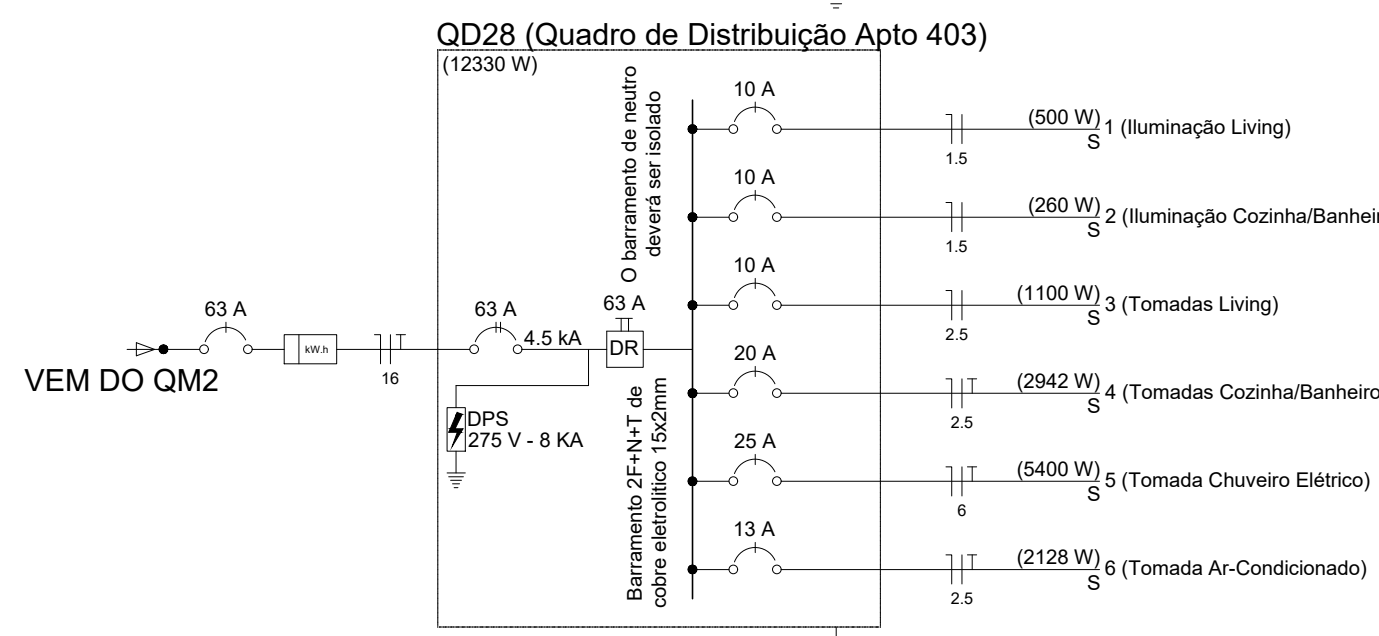 QD28 (Quadro de Distribuição Apto 403)
(12330 W)
O barramento de neutro
deverá ser isolado
10 A
(500 W)
1 (Iluminação Living)
S
1.5
10 A
(260 W)
2 (Iluminação Cozinha/Banheir
S
1.5
10 A
(1100 W)
3 (Tomadas Living)
S
2.5
63 A
kW.h
16
VEM DO QM2
63 A
4.5 kA
63 A
DR
DPS
275 V - 8 KA
Barramento 2F+N+T de
cobre eletrolitico 15x2mm
20 A
(2942 W)
4 (Tomadas Cozinha/Banheiro
S
2.5
25 A
(5400 W)
5 (Tomada Chuveiro Elétrico)
S
6
13 A
(2128 W)
6 (Tomada Ar-Condicionado)
S
2.5